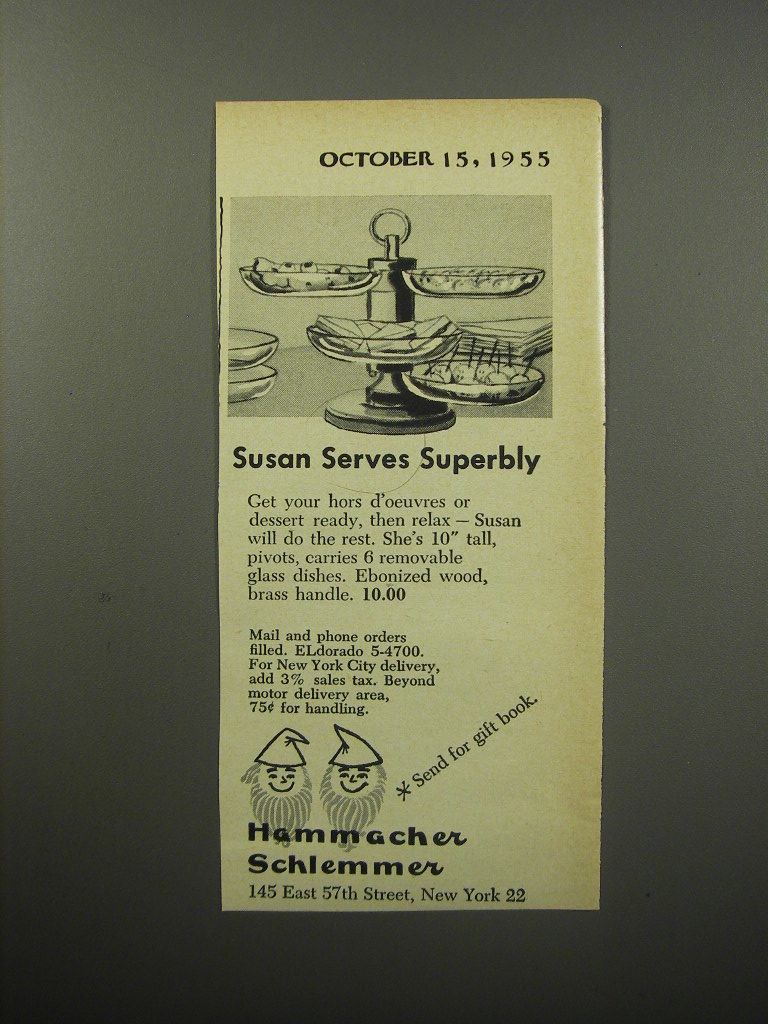 OCTOBER 15, 1955
Susan Serves Superbly
Get your hors d'oeuvres or
dessert ready, then relax — Susan
will do the rest. She's 10″ tall,
pivots, carries 6 removable
glass dishes. Ebonized wood,
brass handle. 10.00
Mail and phone orders
filled. ELdorado 5-4700.
For New York City delivery,
add 3% sales tax. Beyond
motor delivery area,
75¢ for handling.
* Send for gift book.
Hammacher
Schlemmer
145 East 57th Street, New York 22